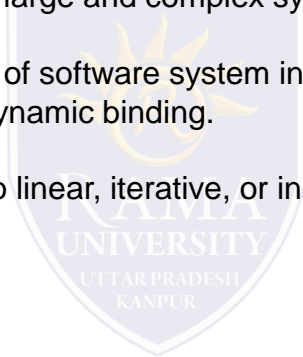 large and complex sy
of software system in
ynamic binding.
o linear, iterative, or in
RAMA
UNIVERSITY
UTTAR PRADESH
KANPUR